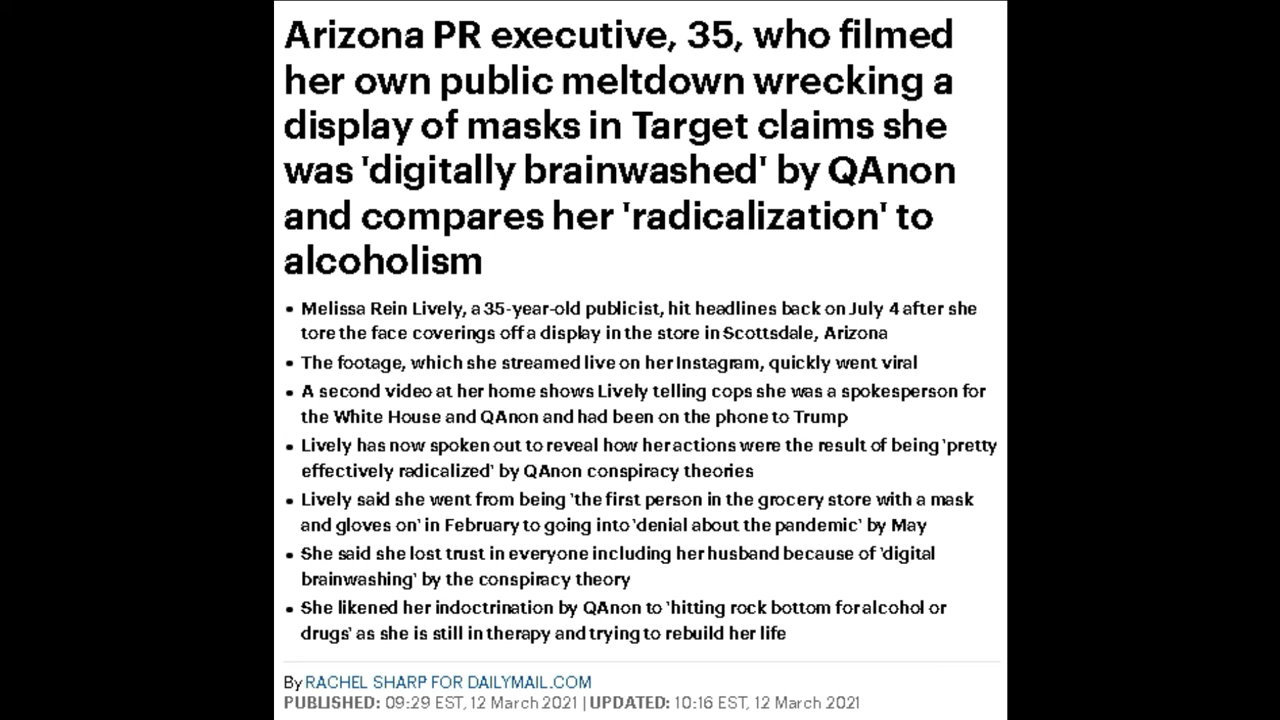 Arizona PR executive, 35, who filmed
her own public meltdown wrecking a
display of masks in Target claims she
was 'digitally brainwashed' by QAnon
and compares her 'radicalization' to
alcoholism
• Melissa Rein Lively, a 35-year-old publicist, hit headlines back on July 4 after she
tore the face coverings off a display in the store in Scottsdale, Arizona
• The footage, which she streamed live on her Instagram, quickly went viral
• A second video at her home shows Lively telling cops she was a spokesperson for
the White House and QAnon and had been on the phone to Trump
• Lively has now spoken out to reveal how her actions were the result of being 'pretty
effectively radicalized' by QAnon conspiracy theories
• Lively said she went from being 'the first person in the grocery store with a mask
and gloves on' in February to going into 'denial about the pandemic' by May
• She said she lost trust in everyone including her husband because of 'digital
brainwashing' by the conspiracy theory
• She likened her indoctrination by QAnon to 'hitting rock bottom for alcohol or
drugs' as she is still in therapy and trying to rebuild her life
By RACHEL SHARP FOR DAILYMAIL.COM
PUBLISHED: 09:29 EST, 12 March 2021 | UPDATED: 10:16 EST, 12 March 2021